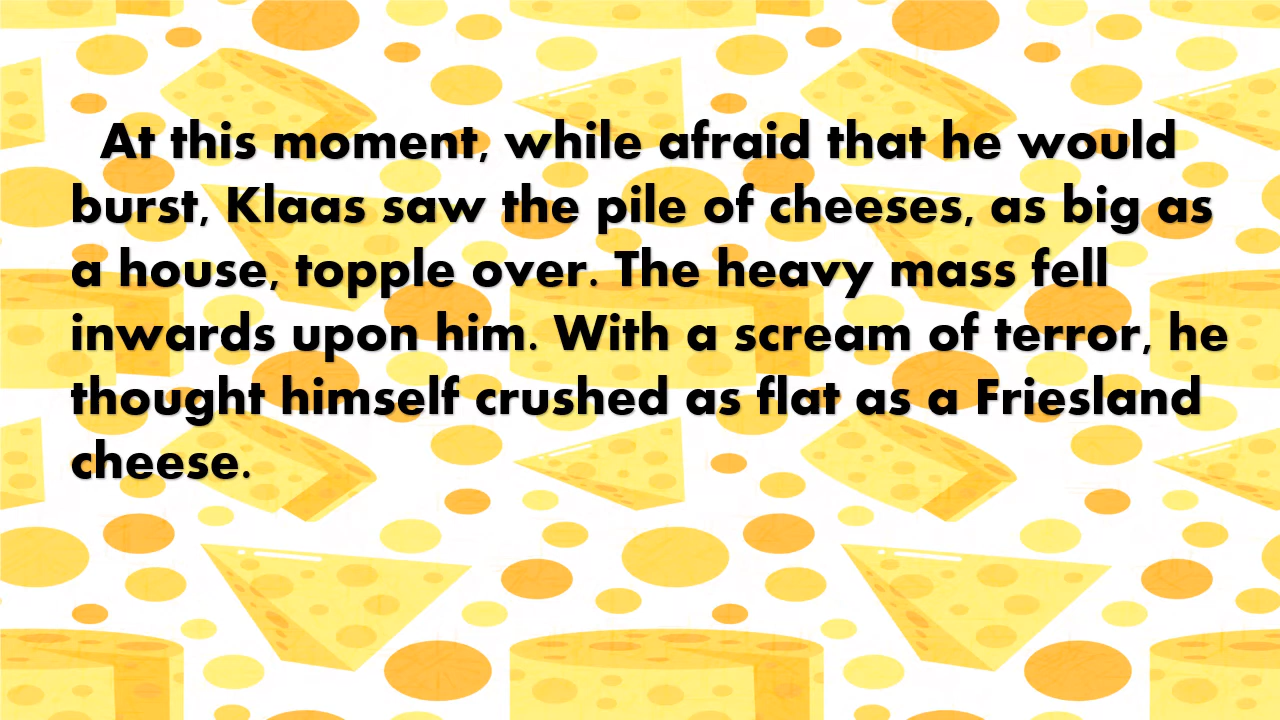 At this moment, while afraid that he would
burst, Klaas saw the pile of cheeses, as big as
a house, topple over. The heavy mass fell
inwards upon him. With a scream of terror, he
thought himself crushed as flat as a Friesland
cheese.